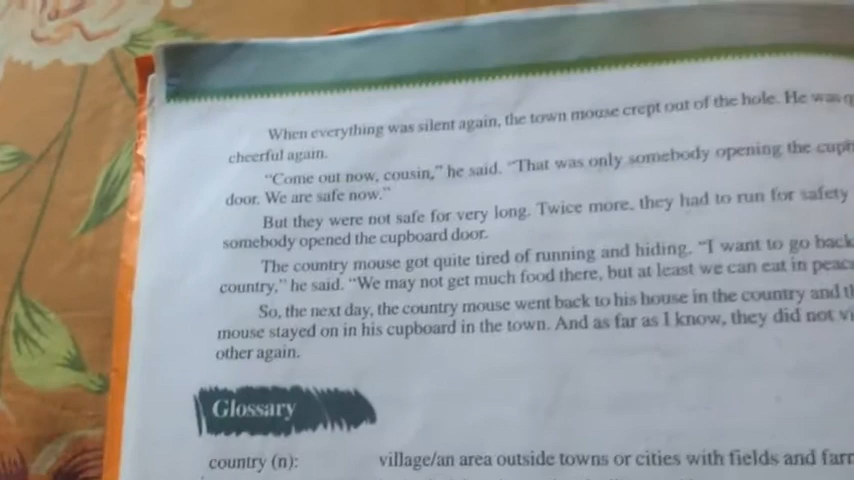 When everything was silent again, the town mouse crept out of the hole. He was
cheerful again.
"Come out now, cousin," he said. "That was only somebody opening the
door. We are safe now."
But they were not safe for very long. Twice more, they had to run for safety
somebody opened the cupboard door.
The country mouse got quite tired of running and hiding. "I want to go back
country," he said. "We may not get much food there, but at least we can eat in
So, the next day, the country mouse went back to his house in the country and
mouse stayed on in his cupboard in the town. And as far as I know, they did not
other again.
Glossary
country (n): village/an area outside towns or cities with fields and